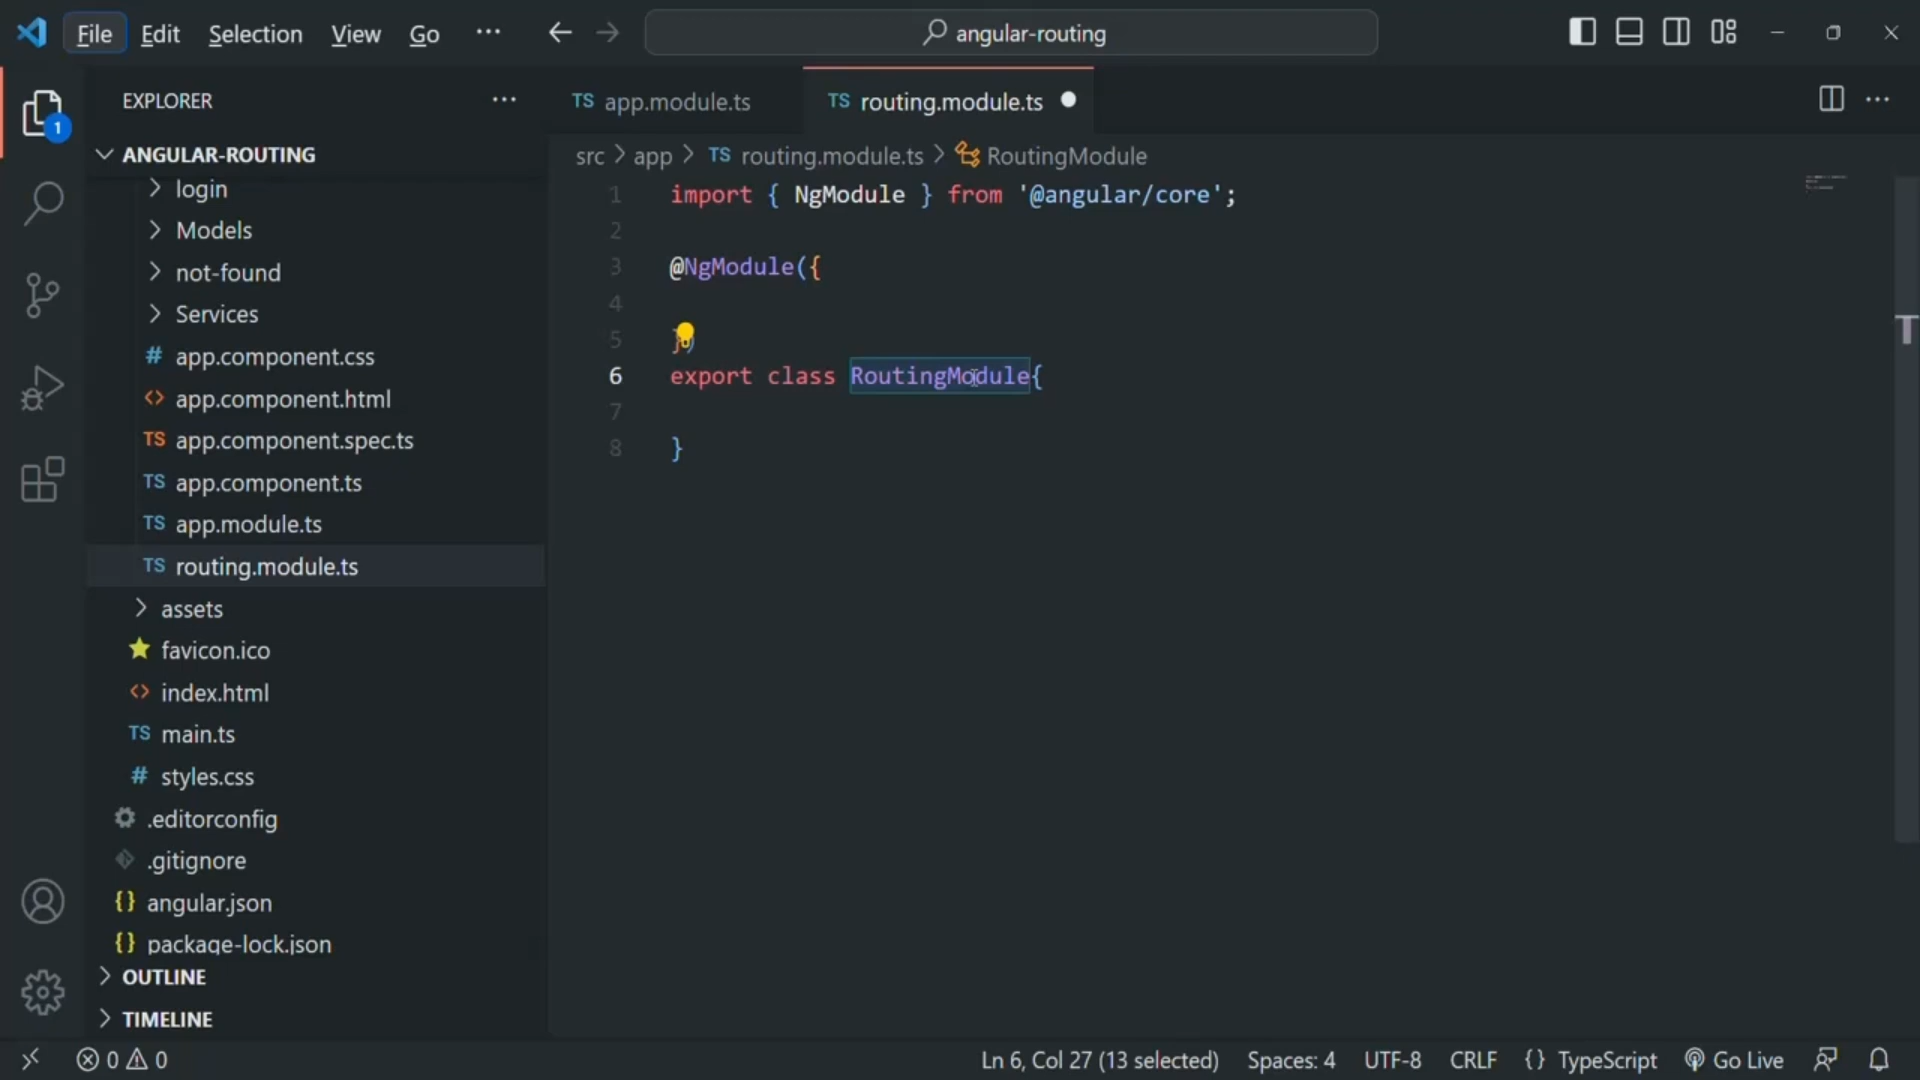 File Edit Selection View Go ··· angular-routing
1
EXPLORER ···
ANGULAR-ROUTING
login
Models
not-found
Services
# app.component.css
<> app.component.html
TS app.component.spec.ts
TS app.component.ts
TS app.module.ts
TS routing.module.ts
assets
favicon.ico
<> index.html
TS main.ts
# styles.css
.editorconfig
.gitignore
{} angular.json
{} package-lock.json
OUTLINE
TIMELINE
TS app.module.ts TS routing.module.ts
src > app > TS routing.module.ts > RoutingModule
1 import { NgModule } from '@angular/core';
2
3 @NgModule({
4
5 })
6 export class RoutingModule{
7
8 }
T
0 0 Ln 6, Col 27 (13 selected) Spaces: 4 UTF-8 CRLF {} TypeScript Go Live